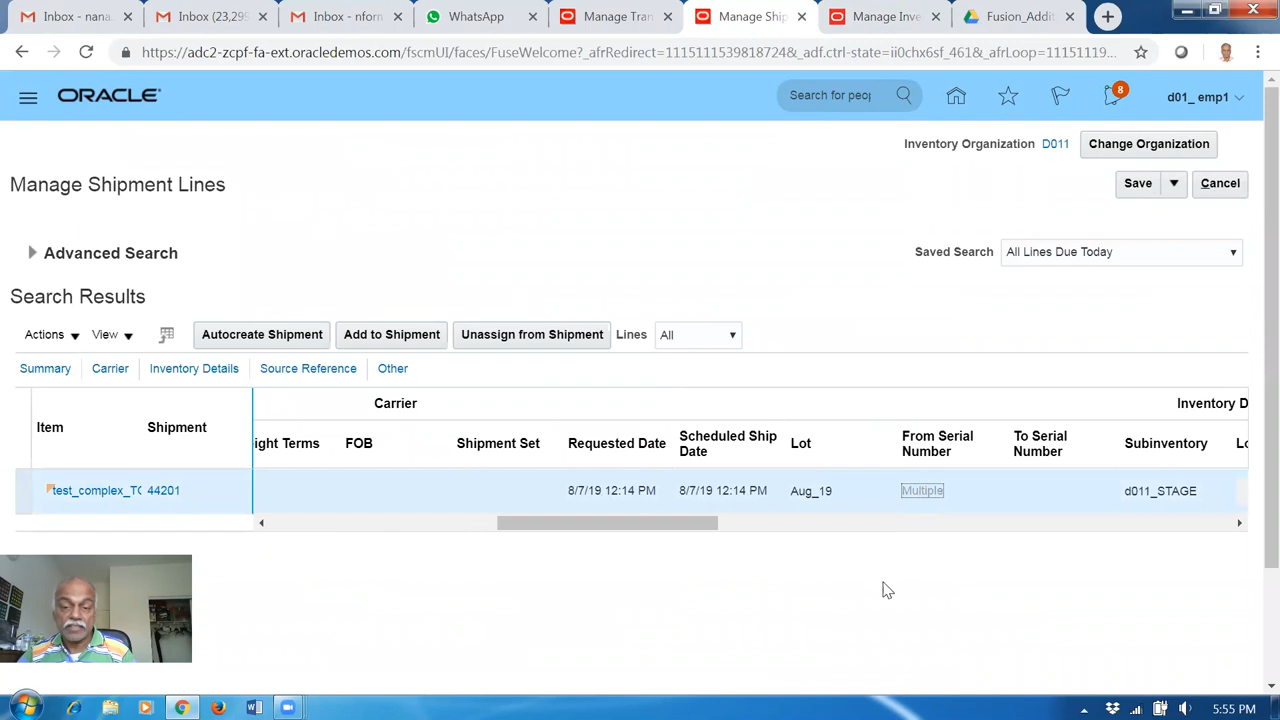 Inbox - nana
Inbox (23,299
Inbox - nforn
WhatsA
Manage Tra
Manage Ship
Manage Inv
Fusion_Addit
https://adc2-zcpf-fa-ext.oracledemos.com/fscmUI/faces/FuseWelcome?_afrRedirect=1115111539818724&_adf.ctrl-state=ii0chx6sf_461&_afrLoop=11151119...
ORACLE
Search for peop
8
d01_ emp1
Inventory Organization D011 Change Organization
Manage Shipment Lines
Save Cancel
Advanced Search
Saved Search All Lines Due Today
Search Results
Actions View Autocreate Shipment Add to Shipment Unassign from Shipment Lines All
Summary Carrier Inventory Details Source Reference Other
Carrier Inventory D
Item Shipment ight Terms FOB Shipment Set Requested Date Scheduled Ship Date Lot From Serial Number To Serial Number Subinventory Lo
test_complex_TC 44201 8/7/19 12:14 PM 8/7/19 12:14 PM Aug_19 Multiple d011_STAGE
5:55 PM